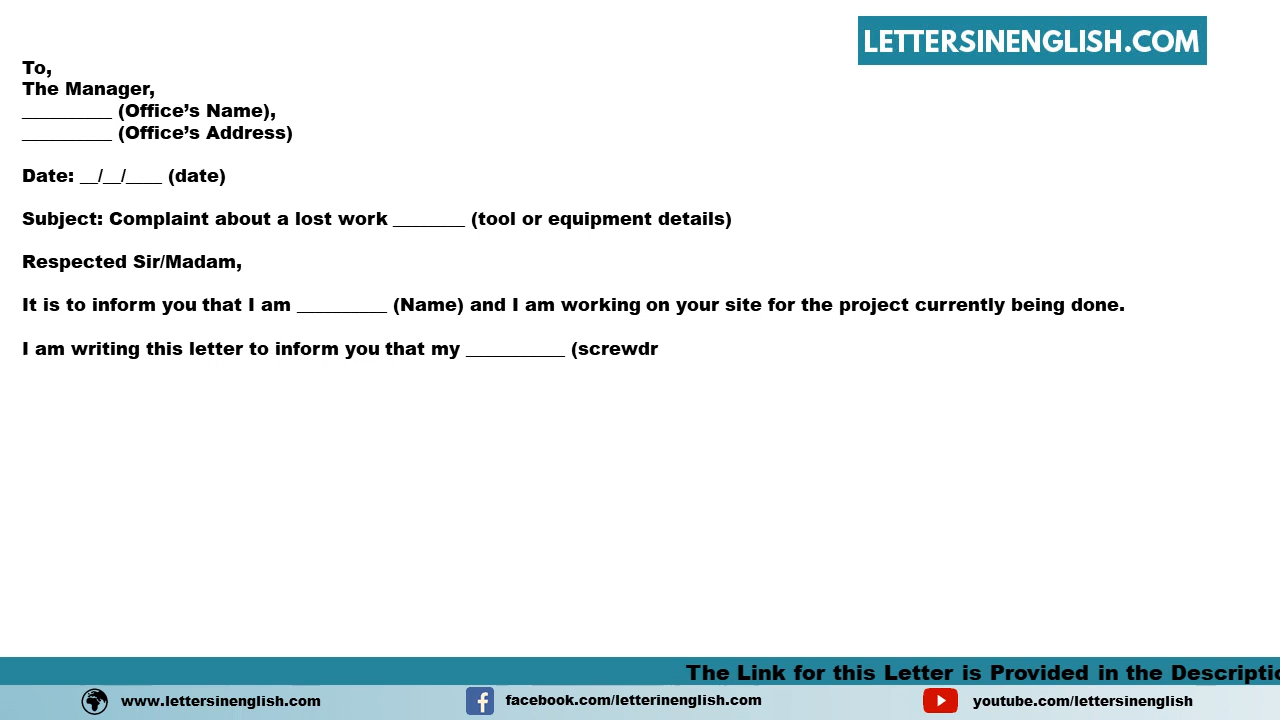 LETTERSINENGLISH.COM
To,
The Manager,
__________ (Office’s Name),
__________ (Office’s Address)
Date: __/__/____ (date)
Subject: Complaint about a lost work ________ (tool or equipment details)
Respected Sir/Madam,
It is to inform you that I am __________ (Name) and I am working on your site for the project currently being done.
I am writing this letter to inform you that my ___________ (screwdr
The Link for this Letter is Provided in the Descriptio
www.lettersinenglish.com
facebook.com/letterinenglish.com
youtube.com/lettersinenglish